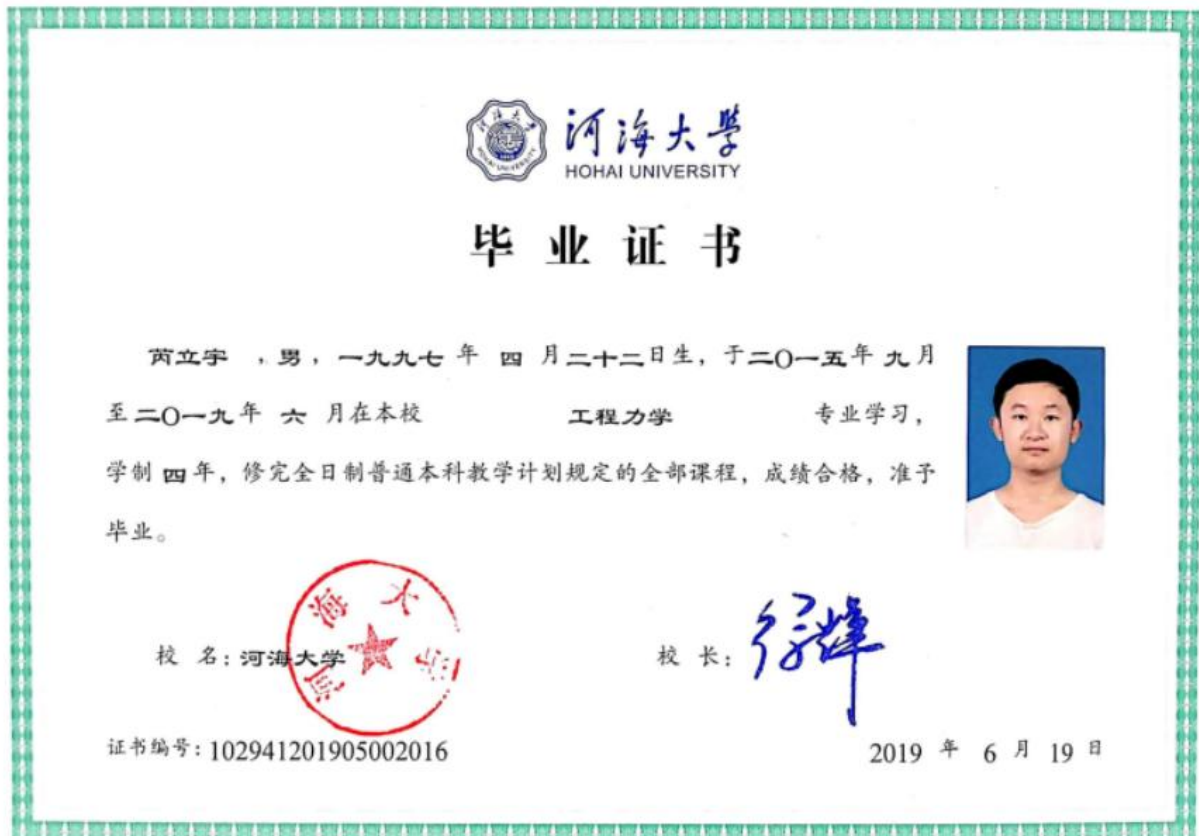 河海大學
HOHAI UNIVERSITY
毕业证书
芮立宇，男，一九九七年 四 月二十二日生，于二〇一五年 九月
至二〇一九年 六 月在本校 工程力学 专业学习，
学制 四 年，修完全日制普通本科教学计划规定的全部课程，成绩合格，准予
毕业。
河海大学
校 名：河海大学
校 长：
证书编号：102941201905002016
2019 年 6 月 19 日